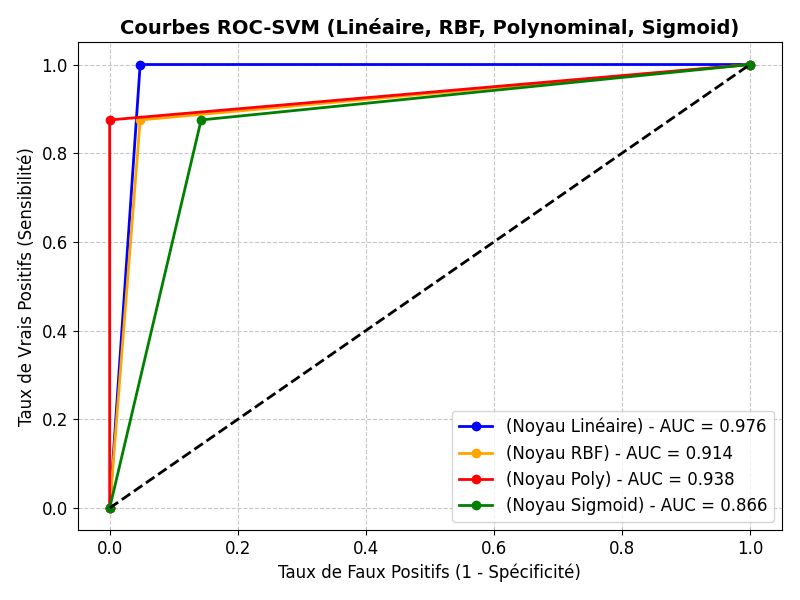 Courbes ROC-SVM (Linéaire, RBF, Polynominal, Sigmoid)
Taux de Vrais Positifs (Sensibilité)
1.0
0.8
0.6
0.4
0.2
0.0
(Noyau Linéaire) - AUC = 0.976
(Noyau RBF) - AUC = 0.914
(Noyau Poly) - AUC = 0.938
(Noyau Sigmoid) - AUC = 0.866
0.0 0.2 0.4 0.6 0.8 1.0
Taux de Faux Positifs (1 - Spécificité)